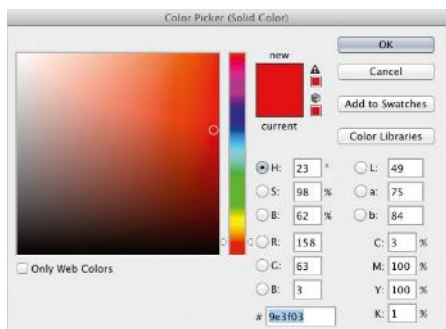 Color Picker (Solid Color)
new
current
OK
Cancel
Add to Swatches
Color Libraries
H: 23 °
L: 49
S: 98 %
a: 75
B: 62 %
b: 84
R: 158
C: 3 %
G: 63
M: 100 %
B: 3
Y: 100 %
# 9e3f03
K: 1 %
Only Web Colors